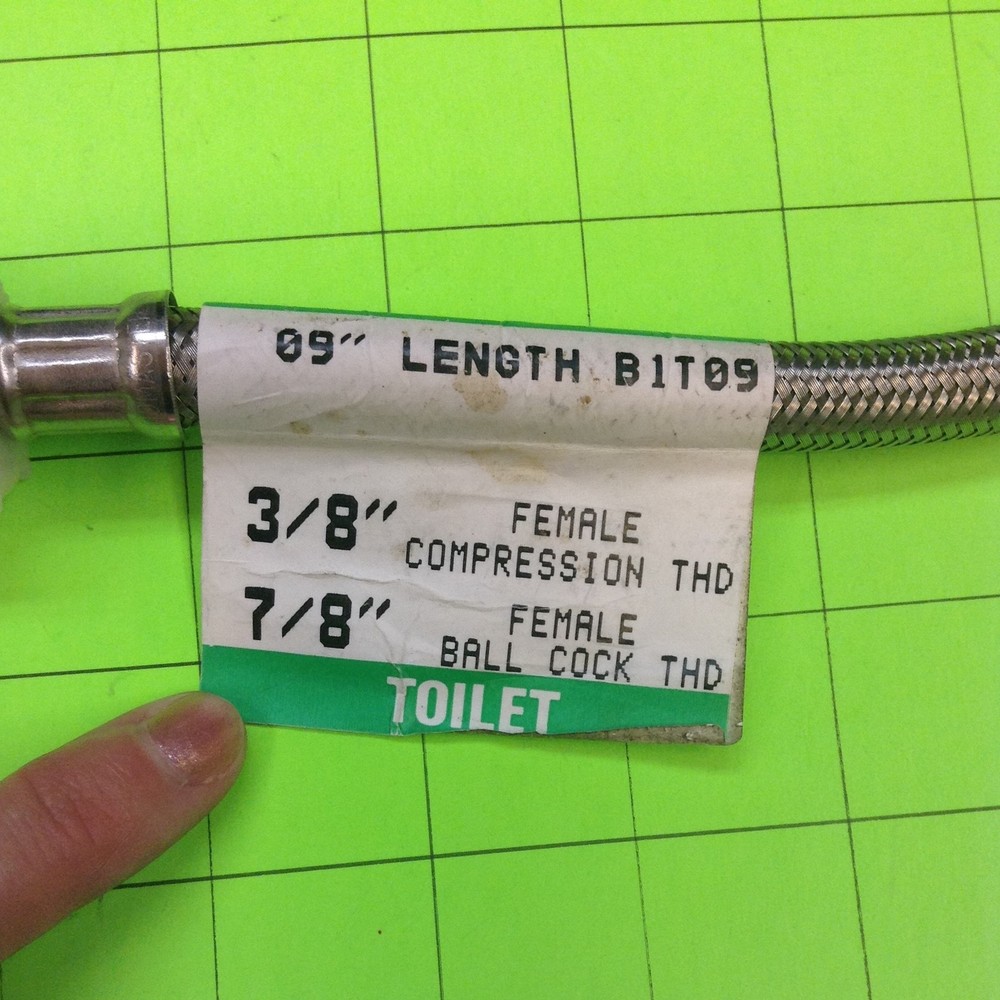 09" LENGTH B1T09
3/8" FEMALE
COMPRESSION THD
7/8" FEMALE
BALL COCK THD
TOILET